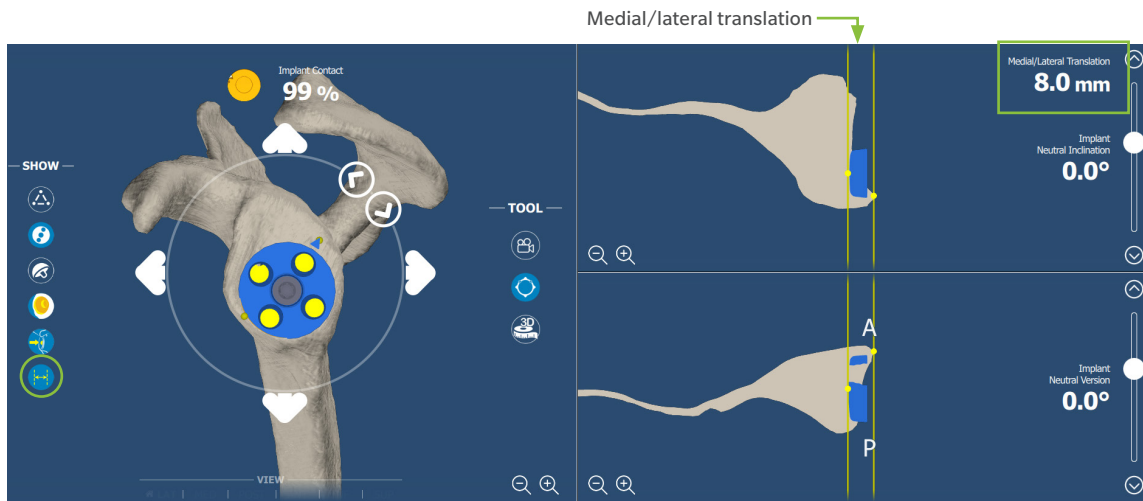 Medial/lateral translation
Implant Contact
99 %
SHOW
TOOL
3D
VIEW
Medial/Lateral Translation
8.0 mm
Implant
Neutral Inclination
0.0°
A
P
Implant
Neutral Version
0.0°